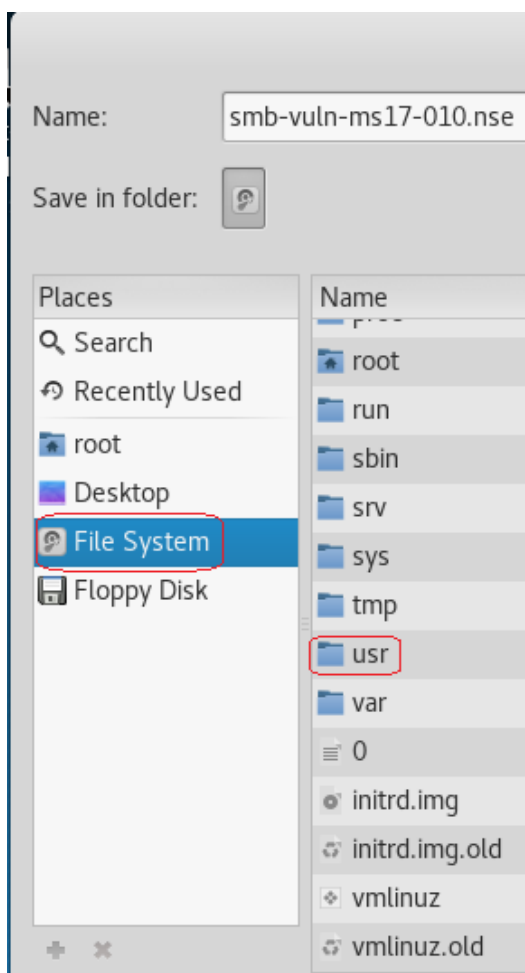 Name:
smb-vuln-ms17-010.nse
Save in folder:
Places
Search
Recently Used
root
Desktop
File System
Floppy Disk
Name
root
run
sbin
srv
sys
tmp
usr
var
0
initrd.img
initrd.img.old
vmlinuz
vmlinuz.old